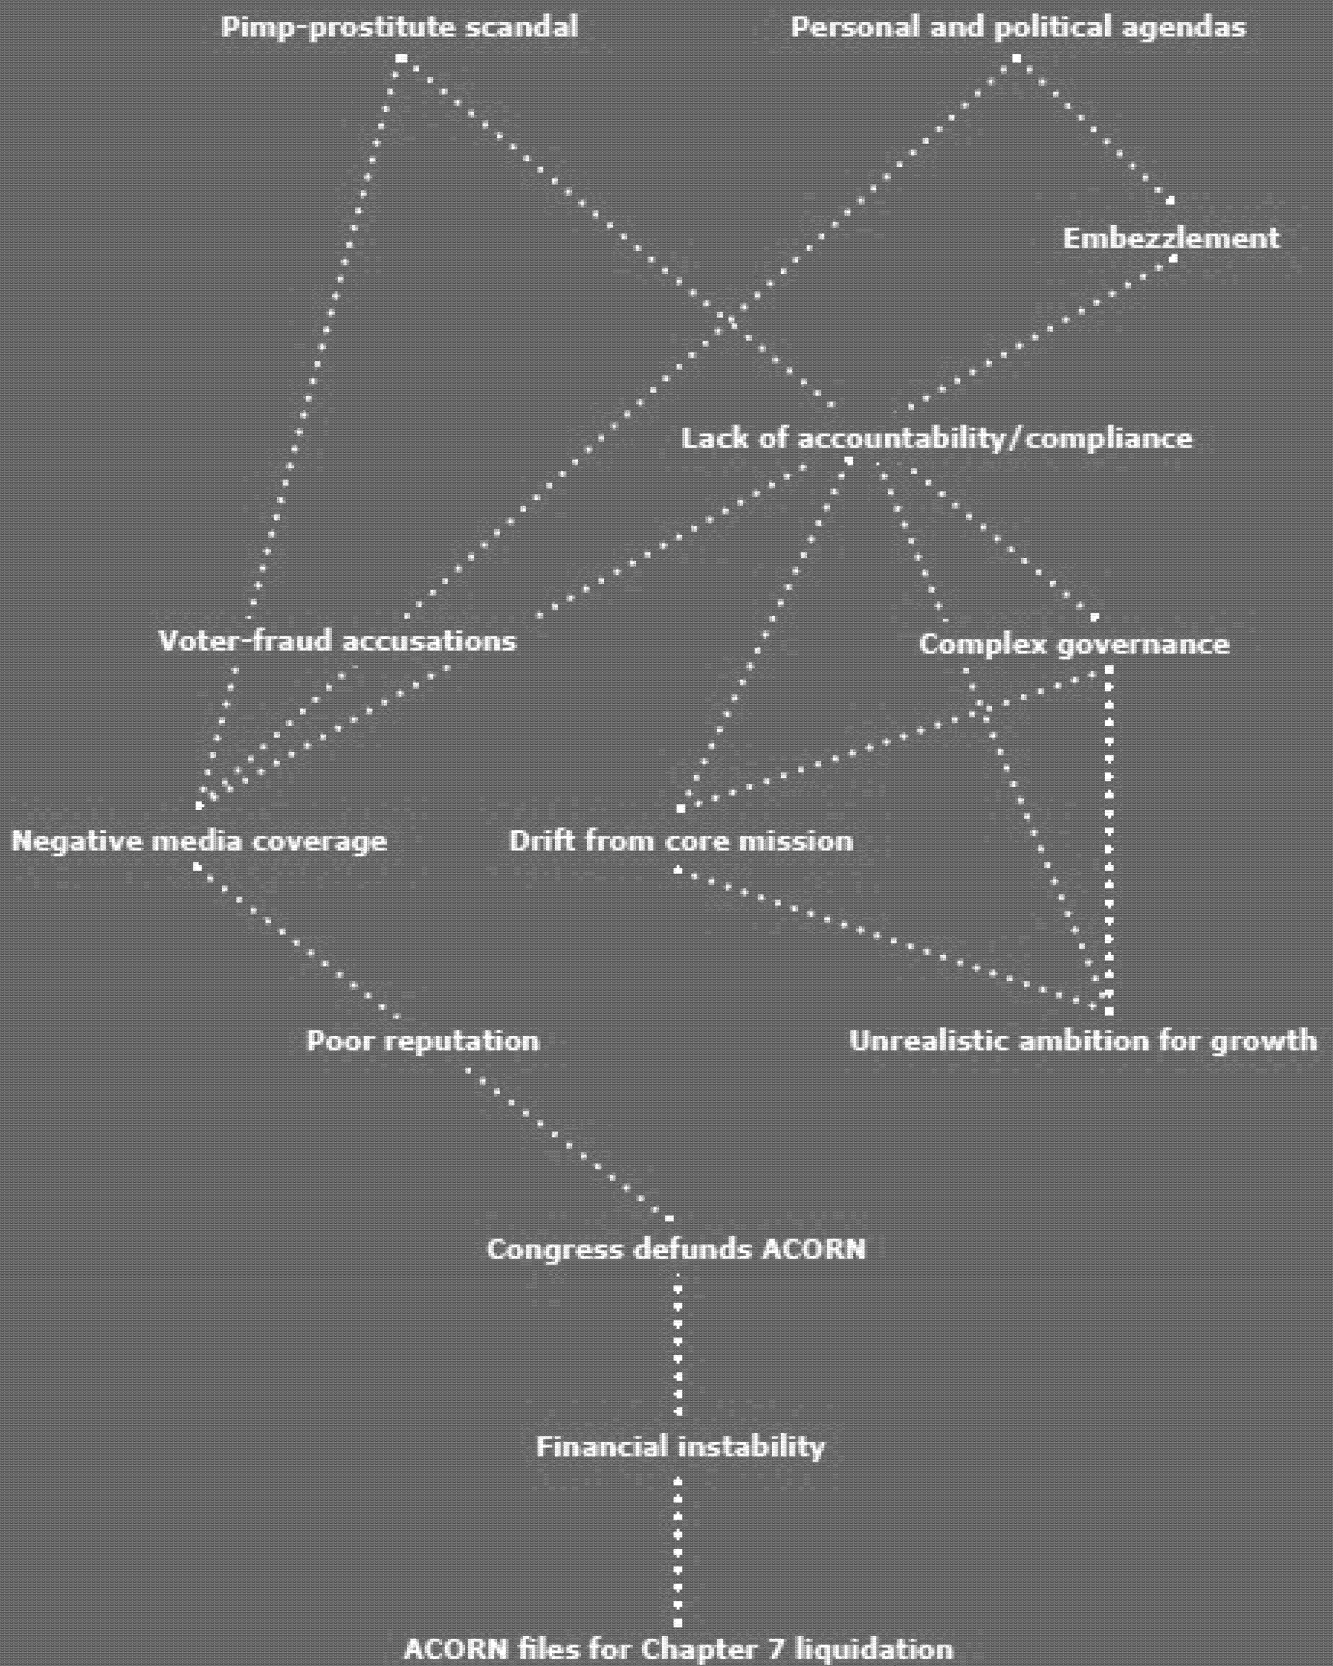 Pimp-prostitute scandal
Personal and political agendas
Embezzlement
Lack of accountability/compliance
Voter-fraud accusations
Complex governance
Negative media coverage
Drift from core mission
Poor reputation
Unrealistic ambition for growth
Congress defunds ACORN
Financial instability
ACORN files for Chapter 7 liquidation